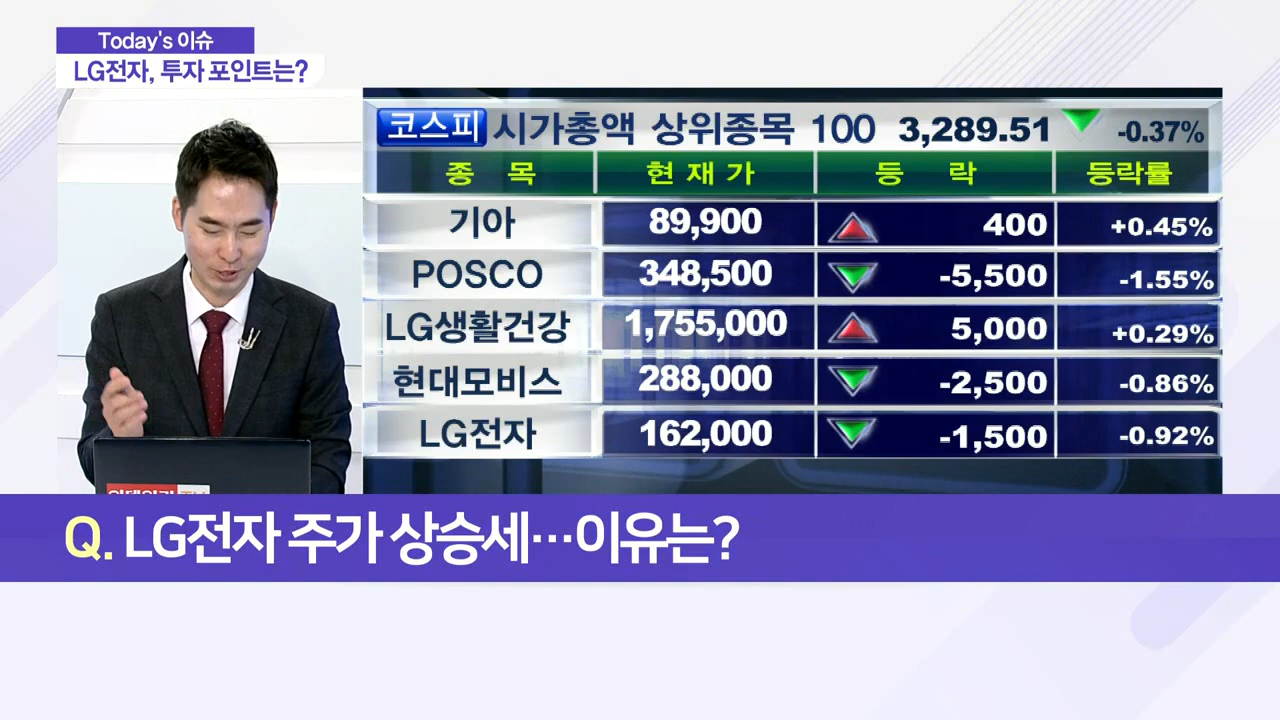 Today's 이슈
LG전자, 투자 포인트는?
코스피 시가총액 상위종목 100 3,289.51 -0.37%
종 목 현 재 가 등 락 등락률
기아 89,900 400 +0.45%
POSCO 348,500 -5,500 -1.55%
LG생활건강 1,755,000 5,000 +0.29%
현대모비스 288,000 -2,500 -0.86%
LG전자 162,000 -1,500 -0.92%
Q. LG전자 주가 상승세…이유는?